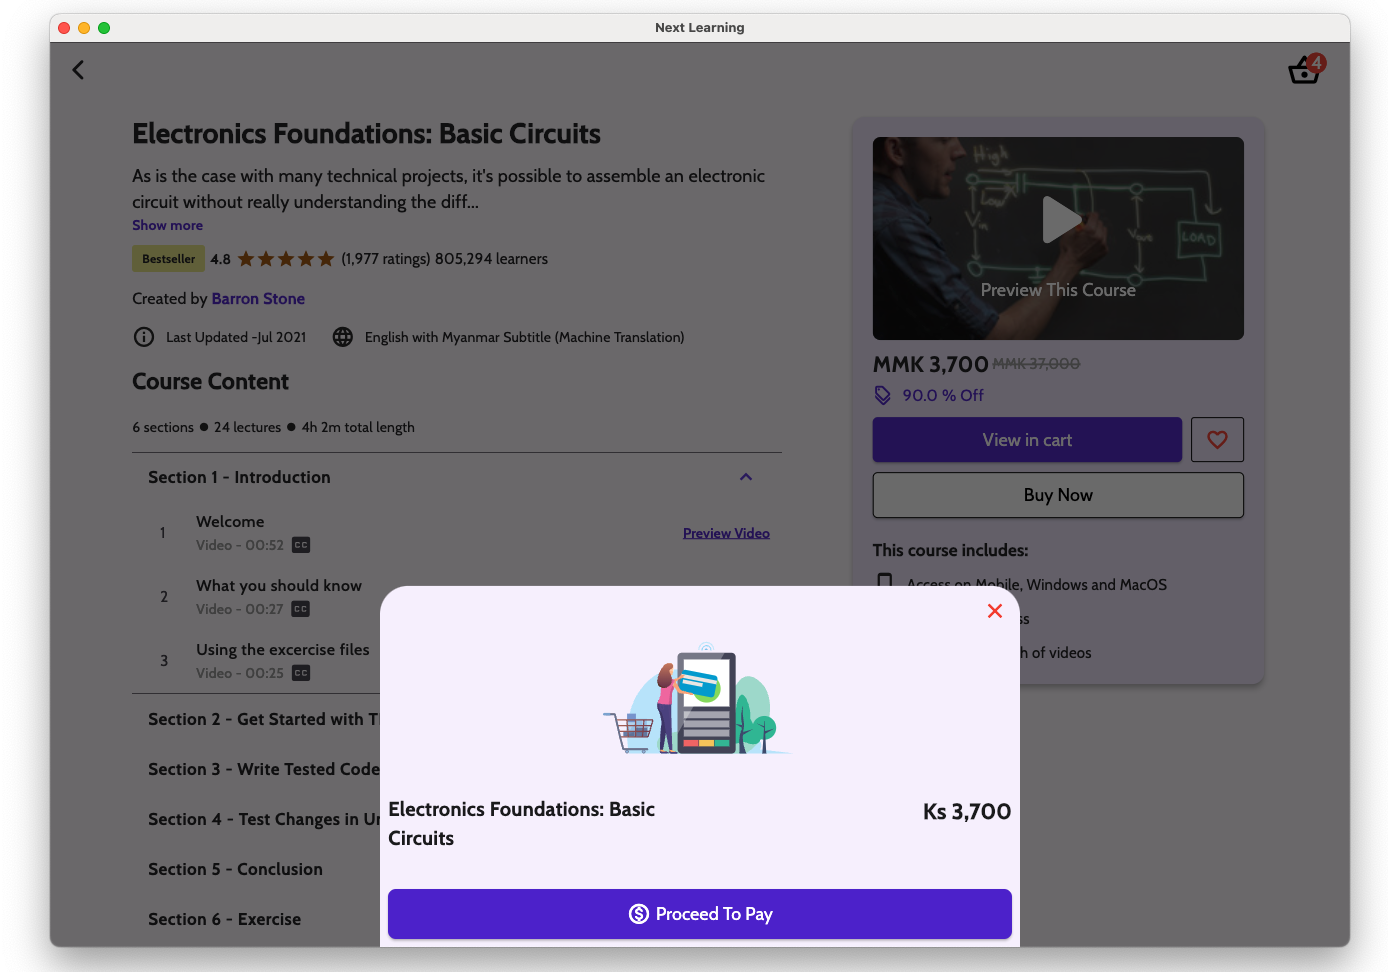 Next Learning
4
Electronics Foundations: Basic Circuits
As is the case with many technical projects, it's possible to assemble an electronic
circuit without really understanding the diff...
Show more
Bestseller 4.8 (1,977 ratings) 805,294 learners
Created by Barron Stone
Last Updated -Jul 2021 English with Myanmar Subtitle (Machine Translation)
Course Content
6 sections ● 24 lectures ● 4h 2m total length
Section 1 - Introduction
1 Welcome
Video - 00:52 CC
Preview Video
2 What you should know
Video - 00:27 CC
3 Using the excercise files
Video - 00:25 CC
Section 2 - Get Started with T
Section 3 - Write Tested Code
Section 4 - Test Changes in Un
Section 5 - Conclusion
Section 6 - Exercise
High
Low
Vin
Vout
LOAD
Preview This Course
MMK 3,700 MMK 37,000
90.0 % Off
View in cart
Buy Now
This course includes:
Access on Mobile, Windows and MacOS
ss
h of videos
Electronics Foundations: Basic
Circuits
Ks 3,700
Proceed To Pay